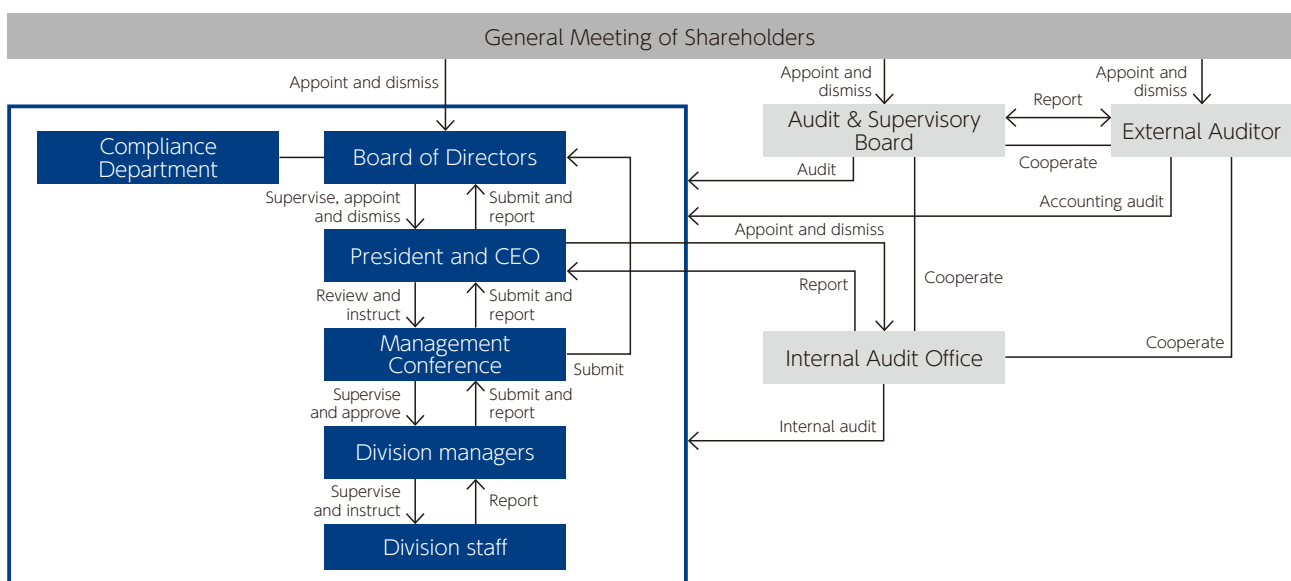 General Meeting of Shareholders
Appoint and dismiss
Appoint and
dismiss
Appoint and
dismiss
Report
Compliance
Department
Board of Directors
Audit & Supervisory
Board
External Auditor
Cooperate
Audit
Supervise, appoint
and dismiss
Submit and
report
Accounting audit
Appoint and dismiss
President and CEO
Report
Cooperate
Review and
instruct
Submit and
report
Management
Conference
Submit
Internal Audit Office
Cooperate
Supervise
and approve
Submit and
report
Internal audit
Division managers
Supervise
and instruct
Report
Division staff